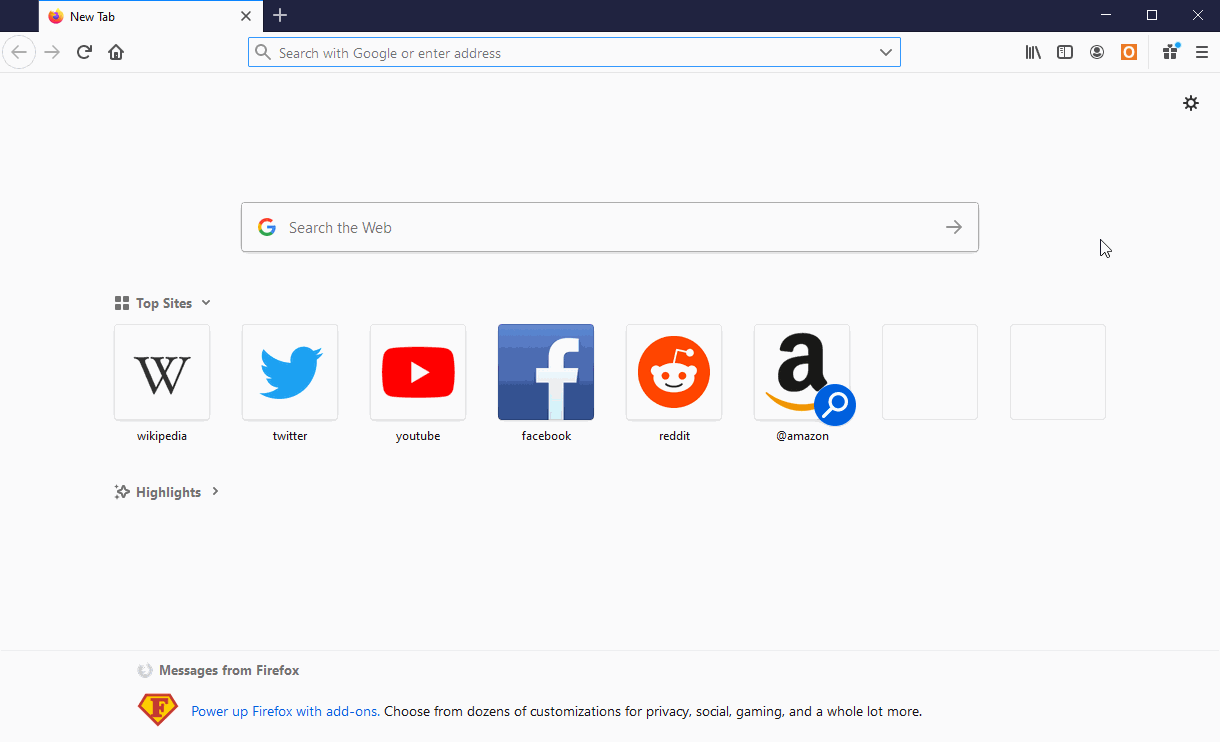 New Tab
Search with Google or enter address
Search the Web
Top Sites
wikipedia
twitter
youtube
facebook
reddit
@amazon
Highlights
Messages from Firefox
Power up Firefox with add-ons. Choose from dozens of customizations for privacy, social, gaming, and a whole lot more.